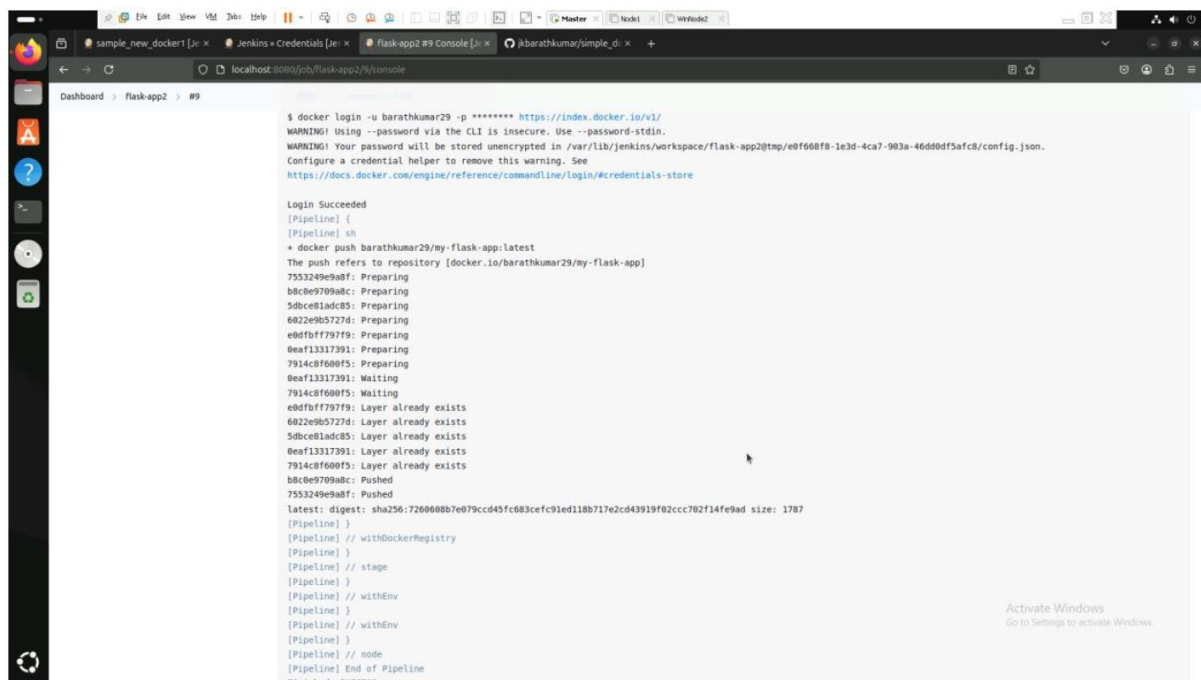 File Edit View VM Tabs Help
Master
Node1
WinNode2
sample_new_docker1 [Je
Jenkins » Credentials [Je
flask-app2 #9 Console [Je
jkbarathkumar/simple_do
localhost:8080/job/flask-app2/9/console
Dashboard > flask-app2 > #9
$ docker login -u barathkumar29 -p ******** https://index.docker.io/v1/
WARNING! Using --password via the CLI is insecure. Use --password-stdin.
WARNING! Your password will be stored unencrypted in /var/lib/jenkins/workspace/flask-app2@tmp/e0f668f8-1e3d-4ca7-903a-46dd0df5afc8/config.json.
Configure a credential helper to remove this warning. See
https://docs.docker.com/engine/reference/commandline/login/#credentials-store
Login Succeeded
[Pipeline] {
[Pipeline] sh
+ docker push barathkumar29/my-flask-app:latest
The push refers to repository [docker.io/barathkumar29/my-flask-app]
7553249e9a8f: Preparing
b8c0e9709a8c: Preparing
5dbce81adc85: Preparing
6022e9b5727d: Preparing
e0dfbff797f9: Preparing
0eaf13317391: Preparing
7914c8f600f5: Preparing
0eaf13317391: Waiting
7914c8f600f5: Waiting
e0dfbff797f9: Layer already exists
6022e9b5727d: Layer already exists
5dbce81adc85: Layer already exists
0eaf13317391: Layer already exists
7914c8f600f5: Layer already exists
b8c0e9709a8c: Pushed
7553249e9a8f: Pushed
latest: digest: sha256:7260608b7e079ccd45fc683cefc91ed118b717e2cd43919f02ccc702f14fe9ad size: 1787
[Pipeline] }
[Pipeline] // withDockerRegistry
[Pipeline] }
[Pipeline] // stage
[Pipeline] }
[Pipeline] // withEnv
[Pipeline] }
[Pipeline] // withEnv
[Pipeline] }
[Pipeline] // node
[Pipeline] End of Pipeline
Activate Windows
Go to Settings to activate Windows.